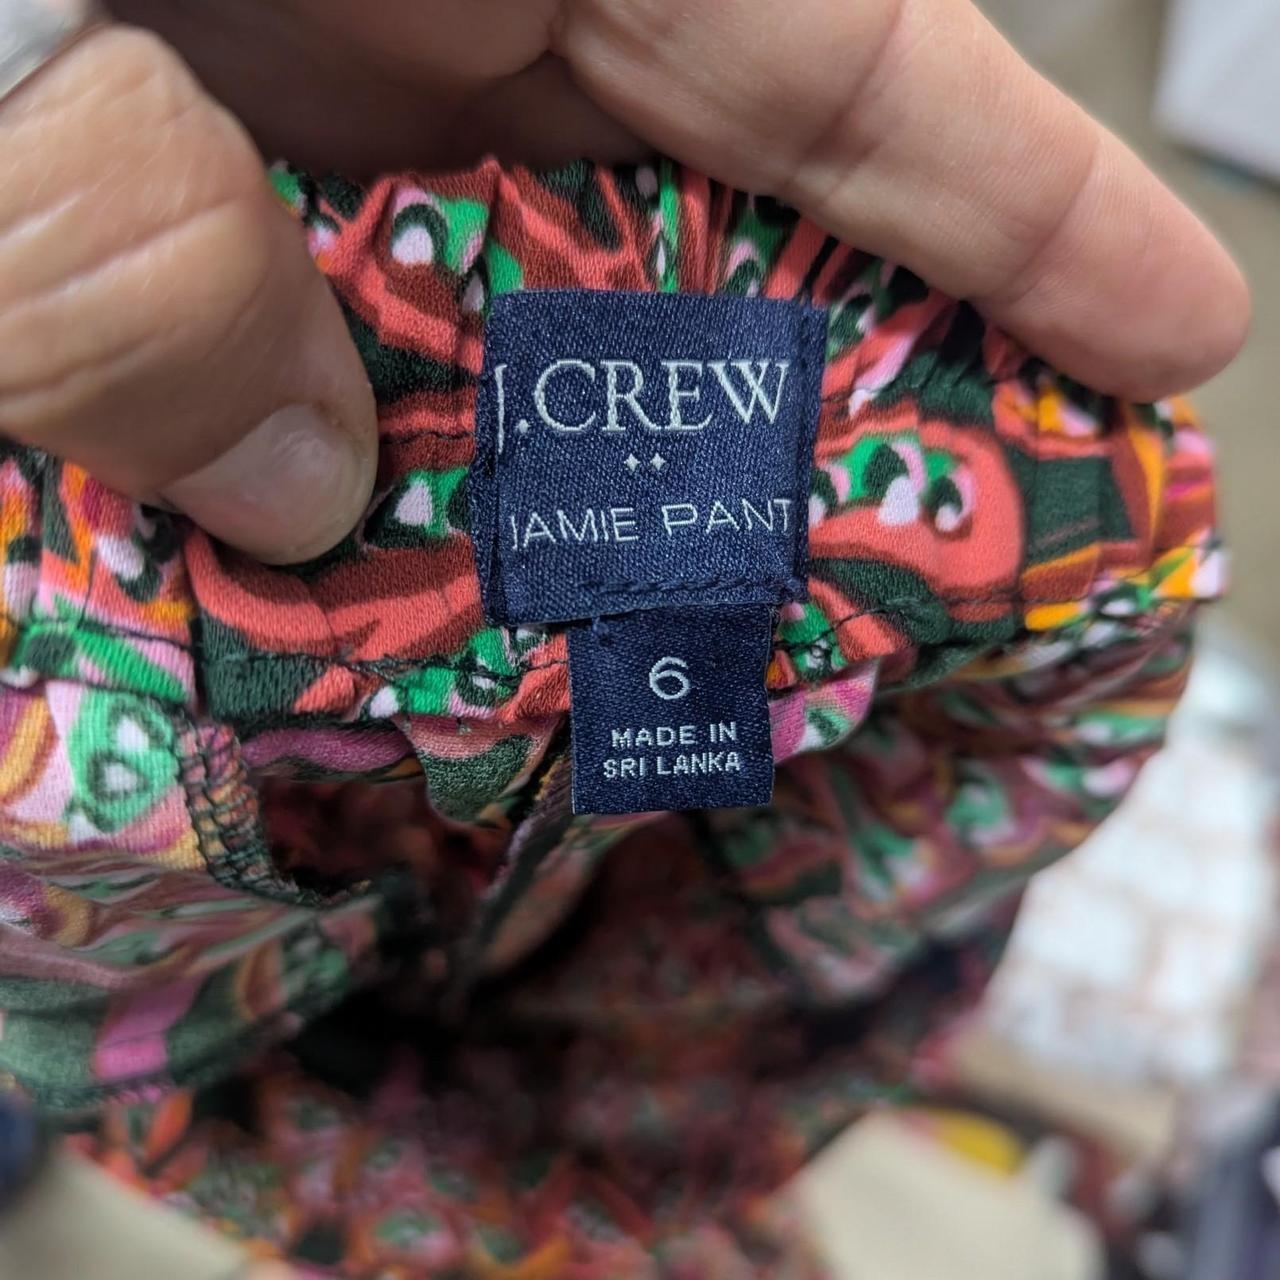 J.CREW
JAMIE PANT
6
MADE IN
SRI LANKA